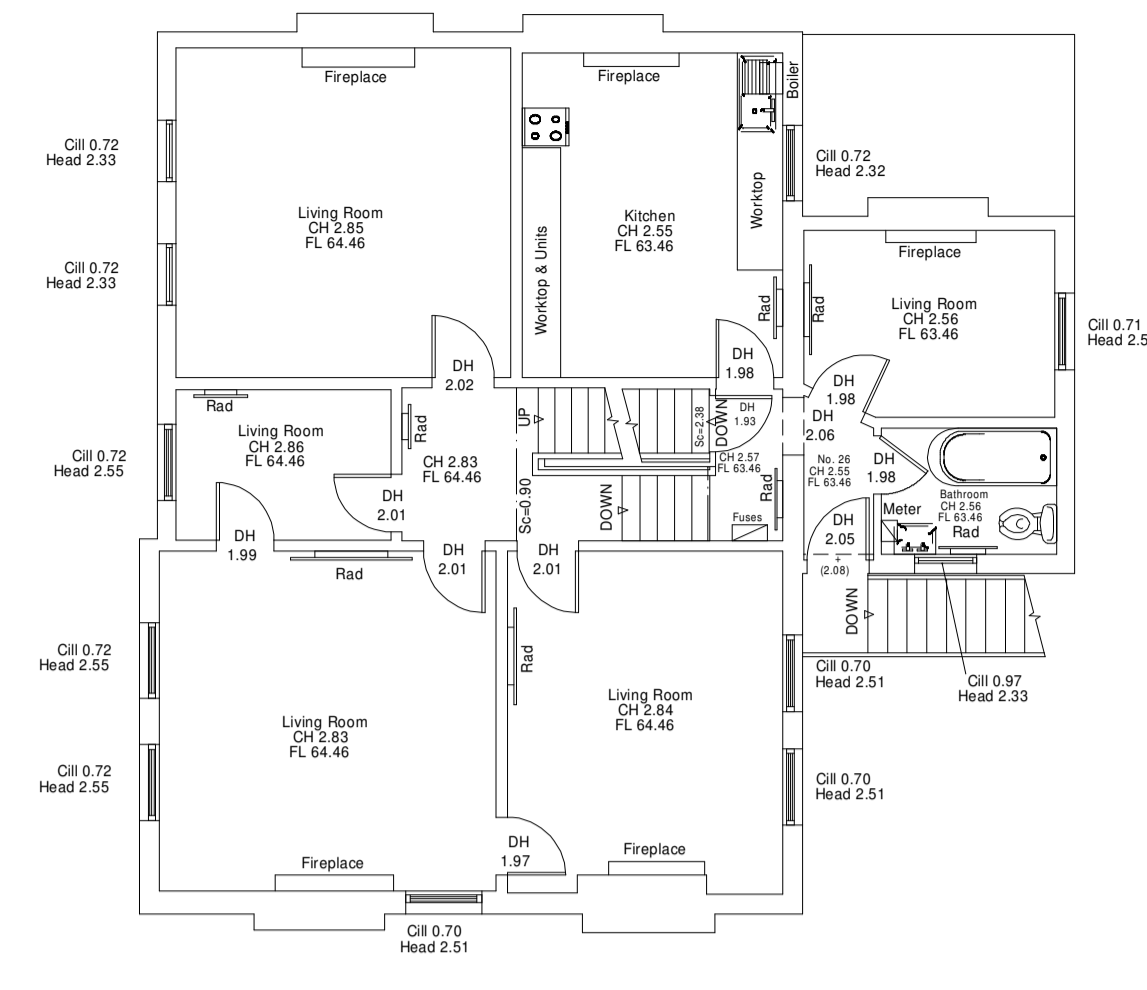 Fireplace
Fireplace
Boiler
Cill 0.72
Head 2.33
Cill 0.72
Head 2.32
Living Room
CH 2.85
FL 64.46
Kitchen
CH 2.55
FL 63.46
Worktop
Worktop & Units
Fireplace
Cill 0.72
Head 2.33
Rad
Rad
Living Room
CH 2.56
FL 63.46
Cill 0.71
Head 2.5
DH
2.02
DH
1.98
DH
1.98
Rad
Living Room
CH 2.86
FL 64.46
Rad
UP
Sc=2.38
DOWN
DH
1.93
DH
2.06
Cill 0.72
Head 2.55
CH 2.83
FL 64.46
CH 2.57
FL 63.46
No. 26
CH 2.55
FL 63.46
DH
1.98
DH
2.01
Sc=0.90
DOWN
Rad
Fuses
Bathroom
CH 2.56
FL 63.46
Meter
Rad
DH
1.99
DH
2.01
DH
2.01
DH
2.05
+
(2.08)
Rad
DOWN
Cill 0.72
Head 2.55
Rad
Cill 0.70
Head 2.51
Cill 0.97
Head 2.33
Living Room
CH 2.83
FL 64.46
Living Room
CH 2.84
FL 64.46
Cill 0.72
Head 2.55
Cill 0.70
Head 2.51
DH
1.97
Fireplace
Fireplace
Cill 0.70
Head 2.51